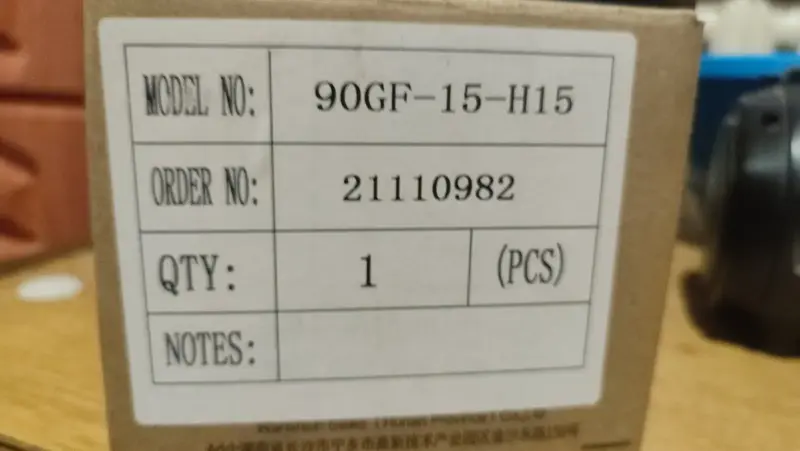 MODEL NO: 90GF-15-H15
ORDER NO: 21110982
QTY: 1 (PCS)
NOTES: